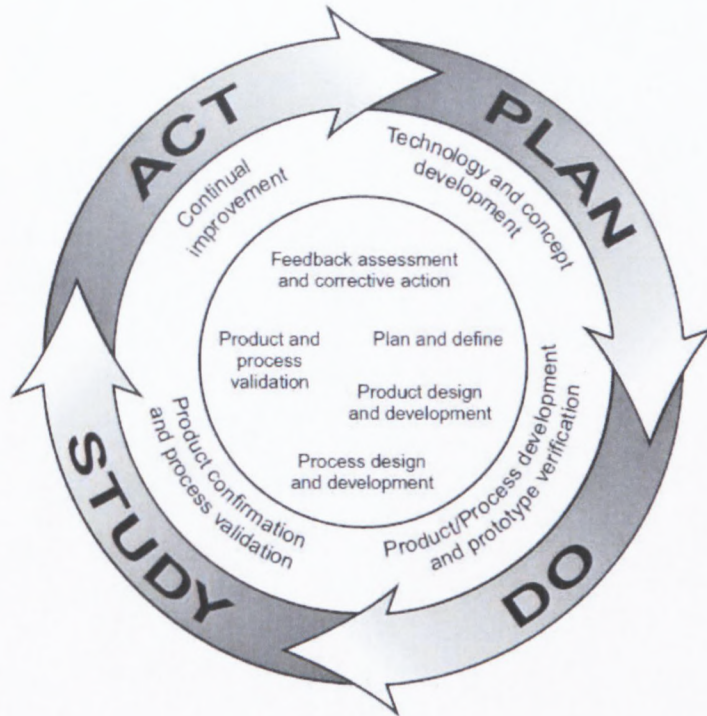 ACT
PLAN
DO
STUDY
Continual
improvement
Technology and concept
development
Product/Process development
and prototype verification
Product confirmation
and process validation
Feedback assessment
and corrective action
Product and
process
validation
Plan and define
Product design
and development
Process design
and development